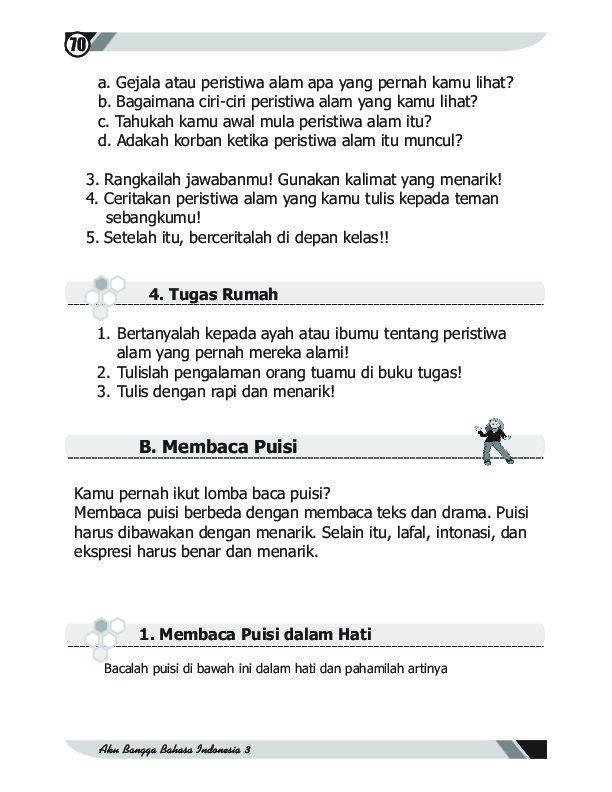 70
a. Gejala atau peristiwa alam apa yang pernah kamu lihat?
b. Bagaimana ciri-ciri peristiwa alam yang kamu lihat?
c. Tahukah kamu awal mula peristiwa alam itu?
d. Adakah korban ketika peristiwa alam itu muncul?
3. Rangkailah jawabanmu! Gunakan kalimat yang menarik!
4. Ceritakan peristiwa alam yang kamu tulis kepada teman
sebangkumu!
5. Setelah itu, berceritalah di depan kelas!!
4. Tugas Rumah
1. Bertanyalah kepada ayah atau ibumu tentang peristiwa
alam yang pernah mereka alami!
2. Tulislah pengalaman orang tuamu di buku tugas!
3. Tulis dengan rapi dan menarik!
B. Membaca Puisi
Kamu pernah ikut lomba baca puisi?
Membaca puisi berbeda dengan membaca teks dan drama. Puisi
harus dibawakan dengan menarik. Selain itu, lafal, intonasi, dan
ekspresi harus benar dan menarik.
1. Membaca Puisi dalam Hati
Bacalah puisi di bawah ini dalam hati dan pahamilah artinya
Aku Bangga Bahasa Indonesia 3